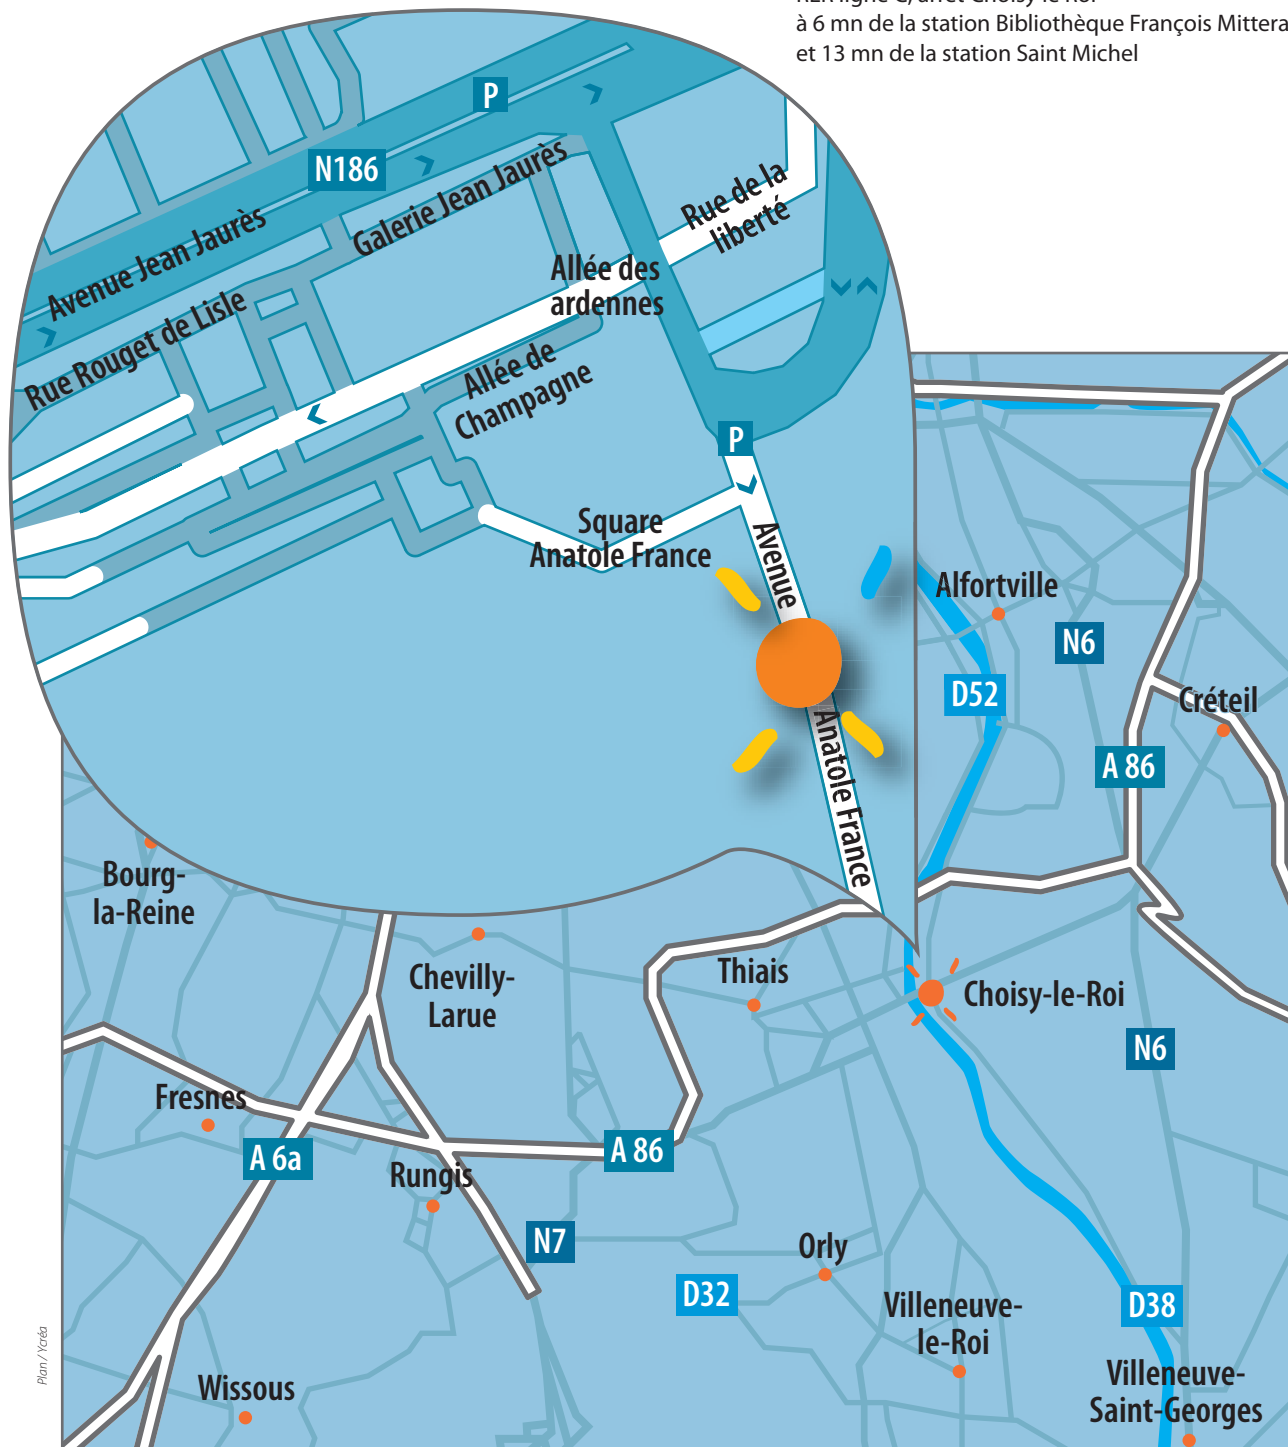 à 6 mn de la station Bibliothèque François
et 13 mn de la station Saint Michel
P
N186
Avenue Jean Jaurès
Galerie Jean Jaurès
Rue de la
liberté
Rue Rouget de Lisle
Allée des
ardennes
Allée de
Champagne
P
Square
Anatole France
Avenue
Anatole France
Alfortville
N6
D52
Créteil
A 86
Bourg-
la-Reine
Chevilly-
Larue
Thiais
Choisy-le-Roi
N6
Fresnes
A 6a
Rungis
A 86
N7
Orly
D32
Villeneuve-
le-Roi
D38
Villeneuve-
Saint-Georges
Wissous
Plan/Ycréa